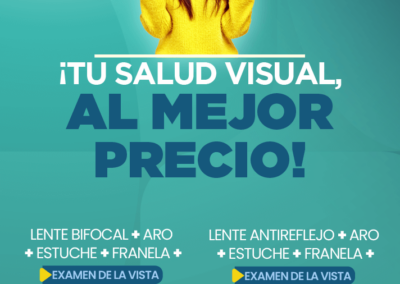 ¡TU SALUD VISUAL,
AL MEJOR
PRECIO!
LENTE BIFOCAL + ARO
+ ESTUCHE + FRANELA +
EXAMEN DE LA VISTA
LENTE ANTIREFLEJO + ARO
+ ESTUCHE + FRANELA +
EXAMEN DE LA VISTA